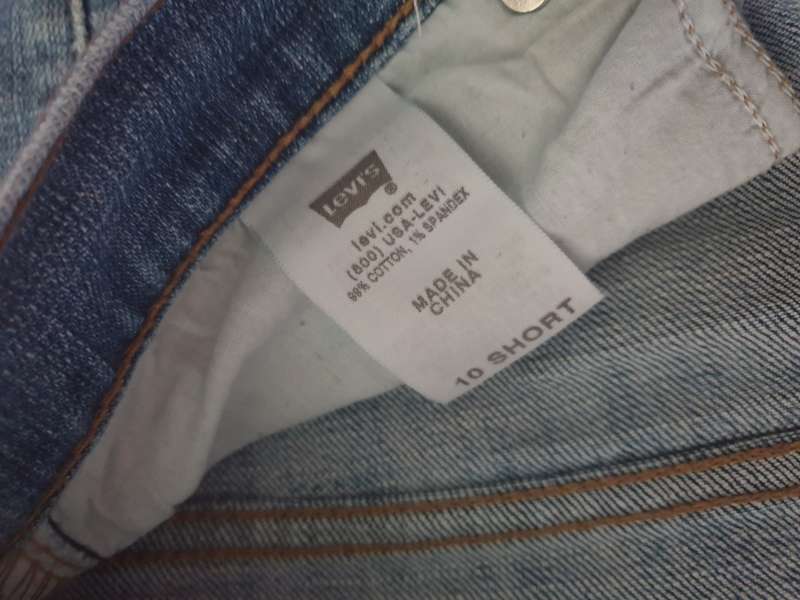 Levi's®
levi.com
(800) USA-LEVI
99% COTTON, 1% SPANDEX
MADE IN
CHINA
10 SHORT